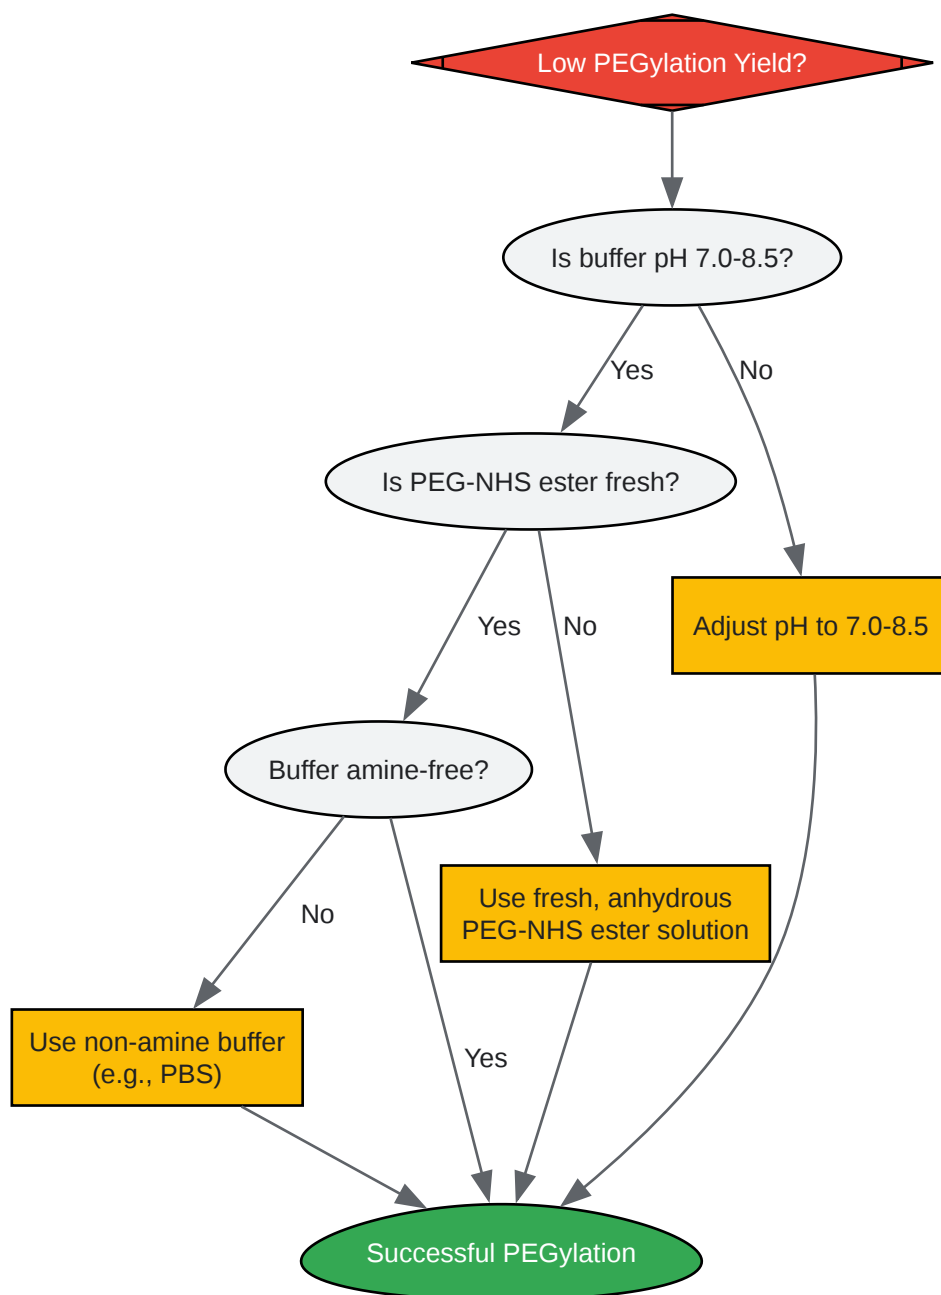 Low PEGylation Yield?
Is buffer pH 7.0-8.5?
Yes
No
Is PEG-NHS ester fresh?
Yes
No
Adjust pH to 7.0-8.5
Buffer amine-free?
Use fresh, anhydrous
PEG-NHS ester solution
No
Use non-amine buffer
(e.g., PBS)
Yes
Successful PEGylation